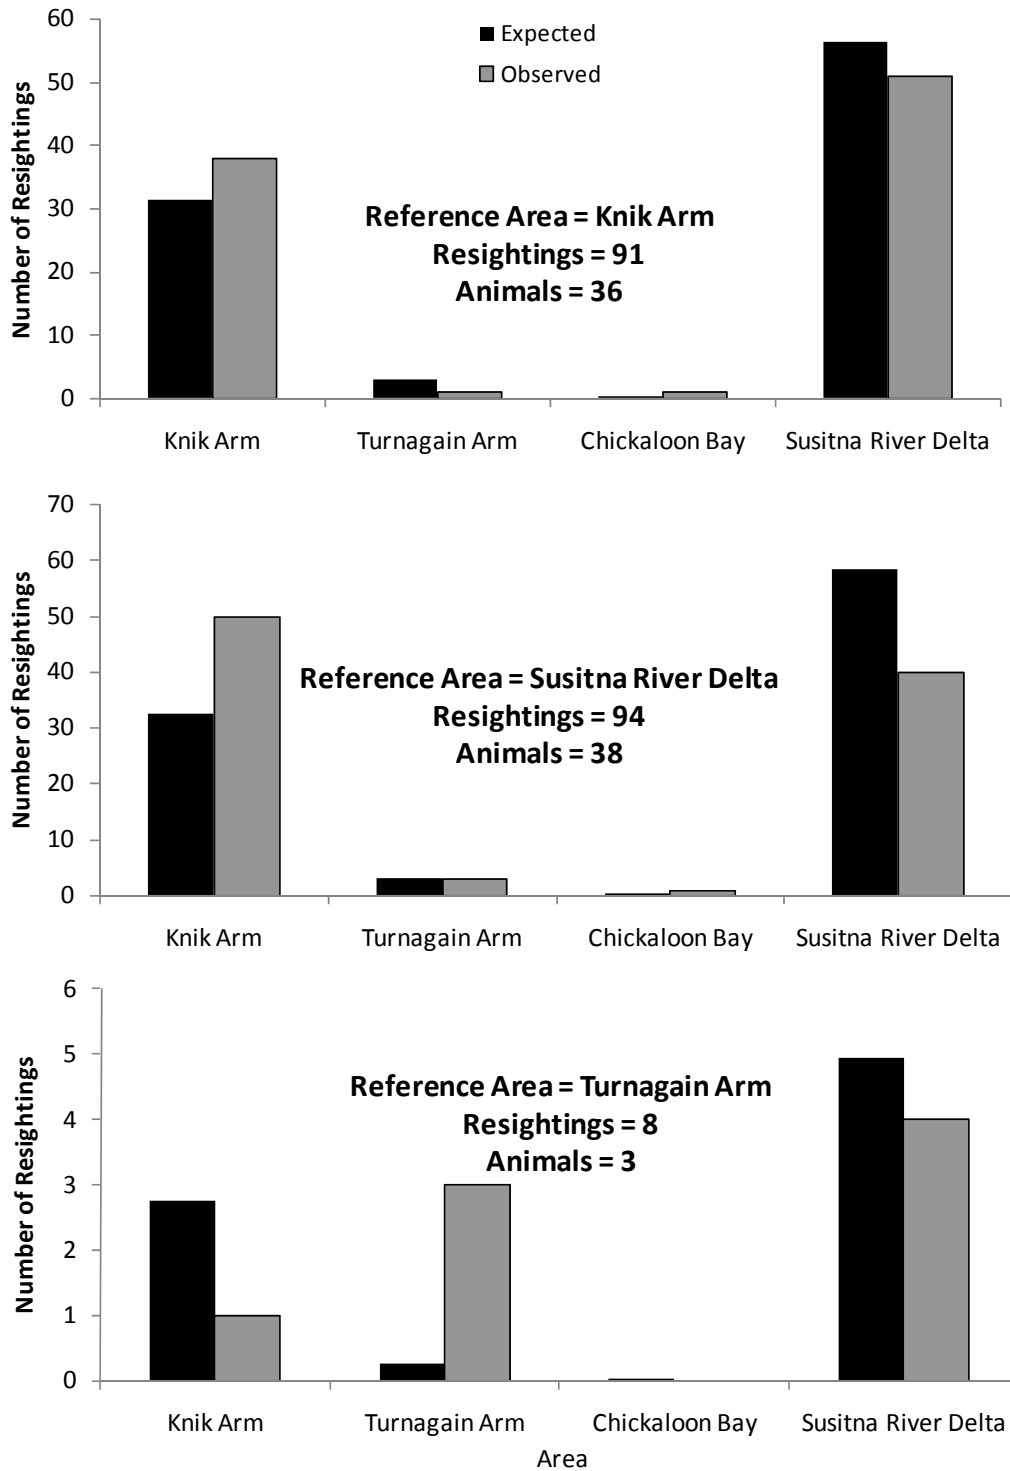 Number of Resightings
60
50
40
30
20
10
0
Expected
Observed
Reference Area = Knik Arm
Resightings = 91
Animals = 36
Knik Arm
Turnagain Arm
Chickaloon Bay
Susitna River Delta
Number of Resightings
70
60
50
40
30
20
10
0
Reference Area = Susitna River Delta
Resightings = 94
Animals = 38
Knik Arm
Turnagain Arm
Chickaloon Bay
Susitna River Delta
Number of Resightings
6
5
4
3
2
1
0
Reference Area = Turnagain Arm
Resightings = 8
Animals = 3
Knik Arm
Turnagain Arm
Chickaloon Bay
Susitna River Delta
Area